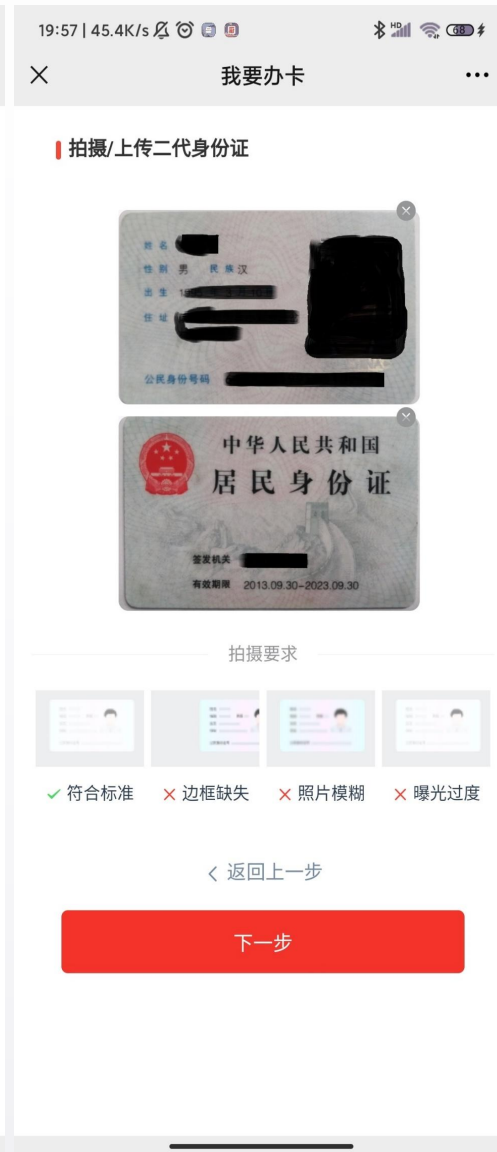 19:57 | 45.4K/s
HD
68
我要办卡
拍摄/上传二代身份证
姓名
性别 男 民族汉
出生
住址
公民身份号码
中华人民共和国
居民身份证
签发机关
有效期限 2013.09.30-2023.09.30
拍摄要求
符合标准 边框缺失 照片模糊 曝光过度
返回上一步
下一步